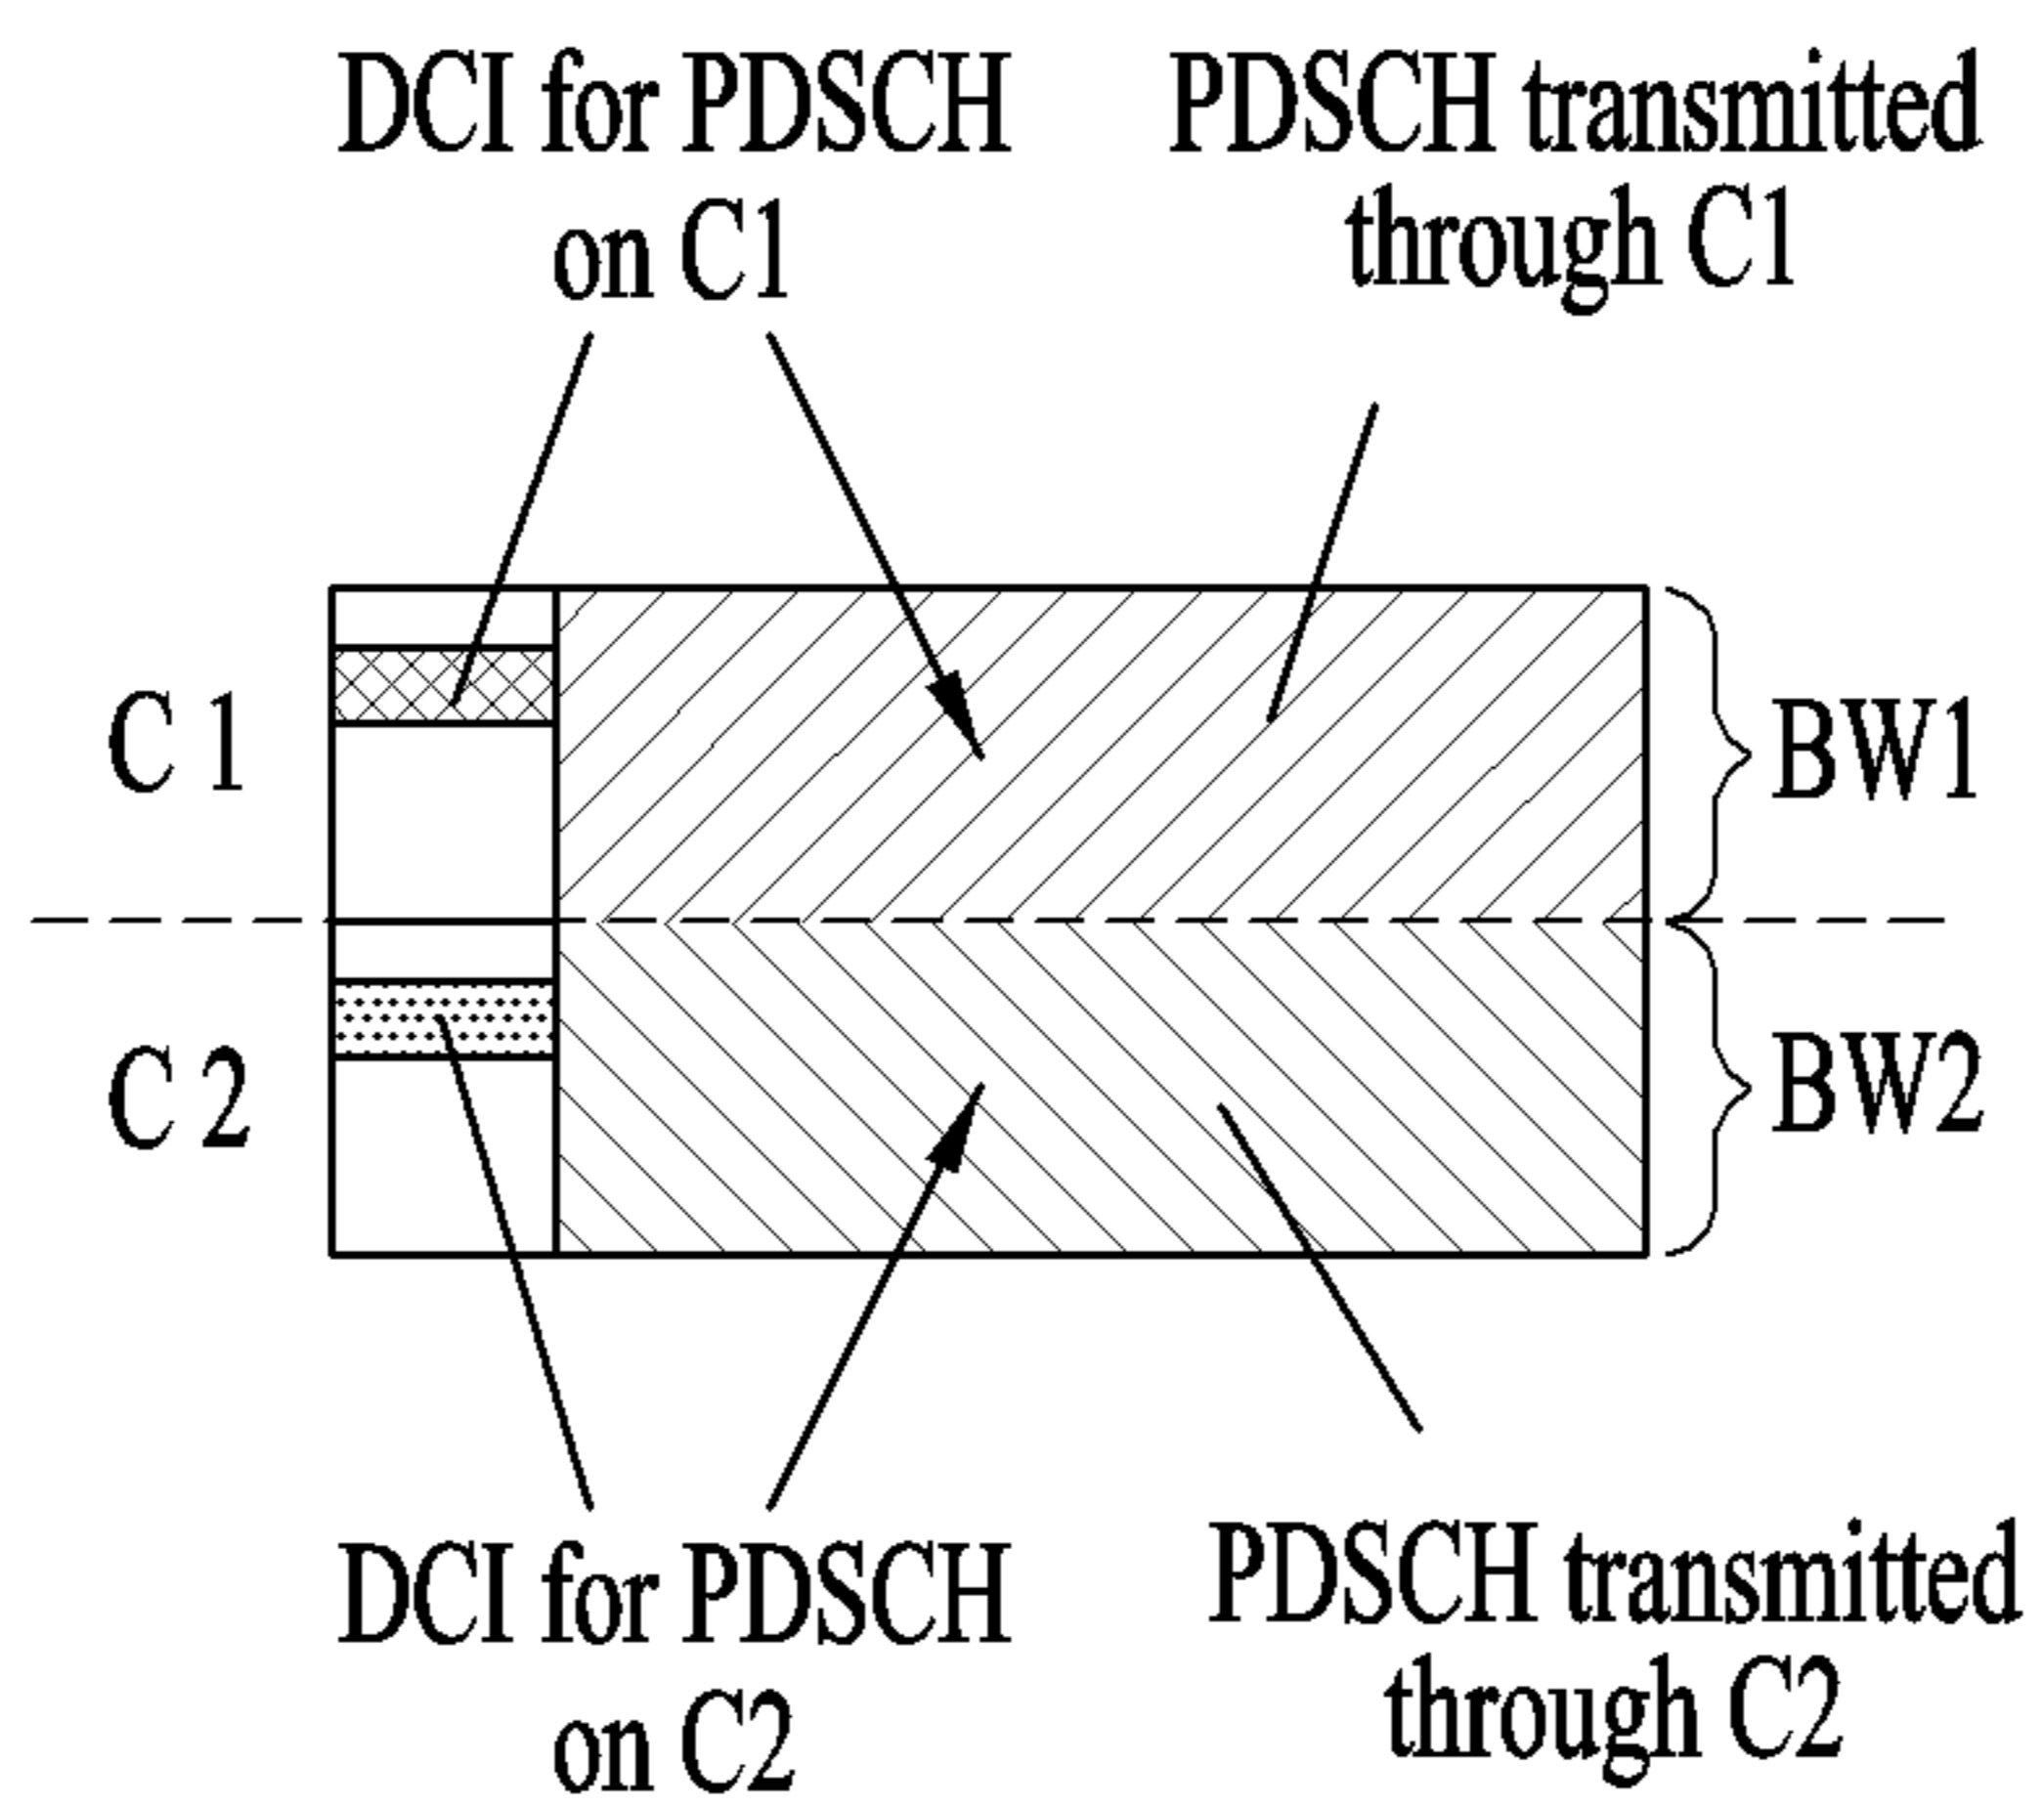 DCI for PDSCH
on C1
PDSCH transmitted
through C1
C 1
BW1
C 2
BW2
DCI for PDSCH
on C2
PDSCH transmitted
through C2